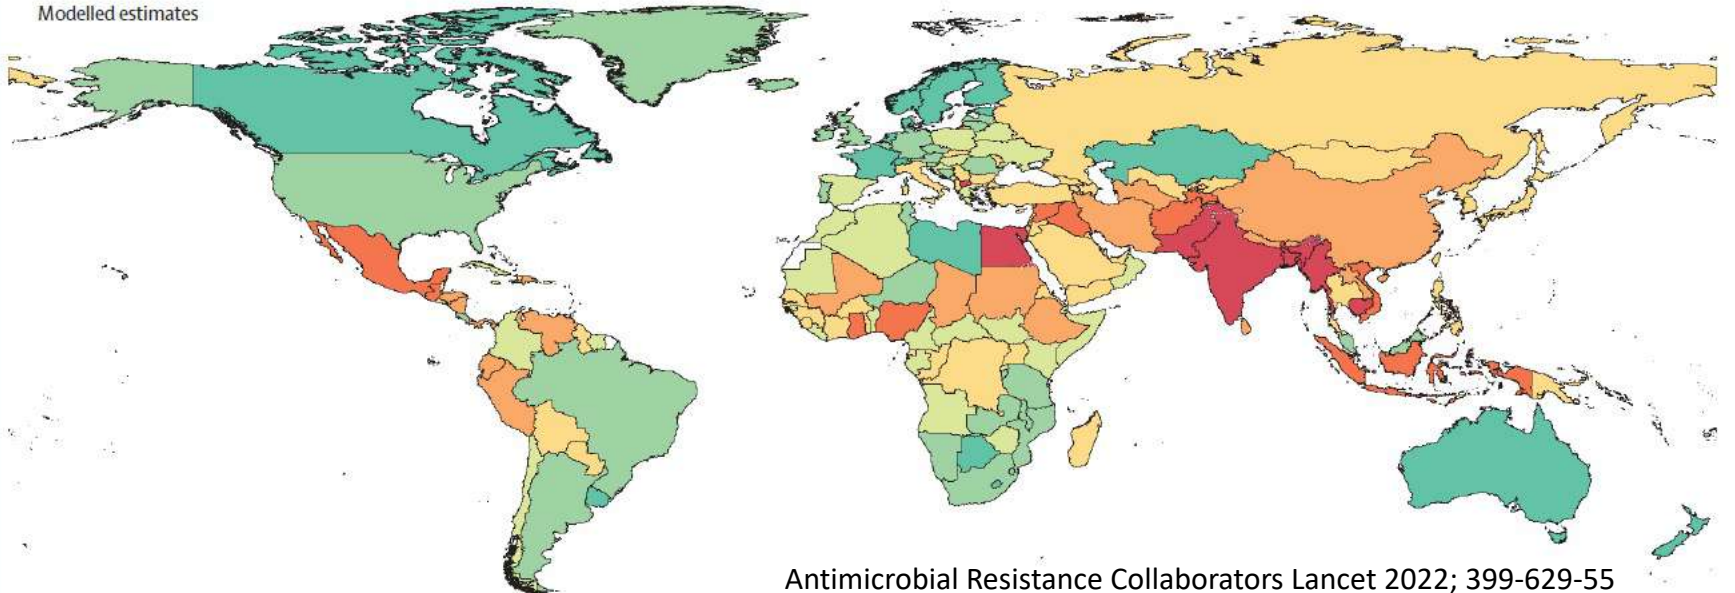 Modelled estimates
Antimicrobial Resistance Collaborators Lancet 2022; 399-629-55